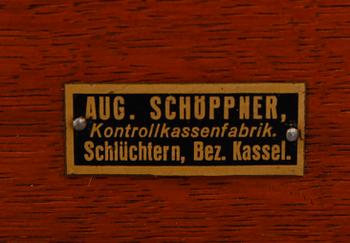 AUG. SCHÖPPNER,
Kontrollkassenfabrik.
Schlüchtern, Bez. Kassel.